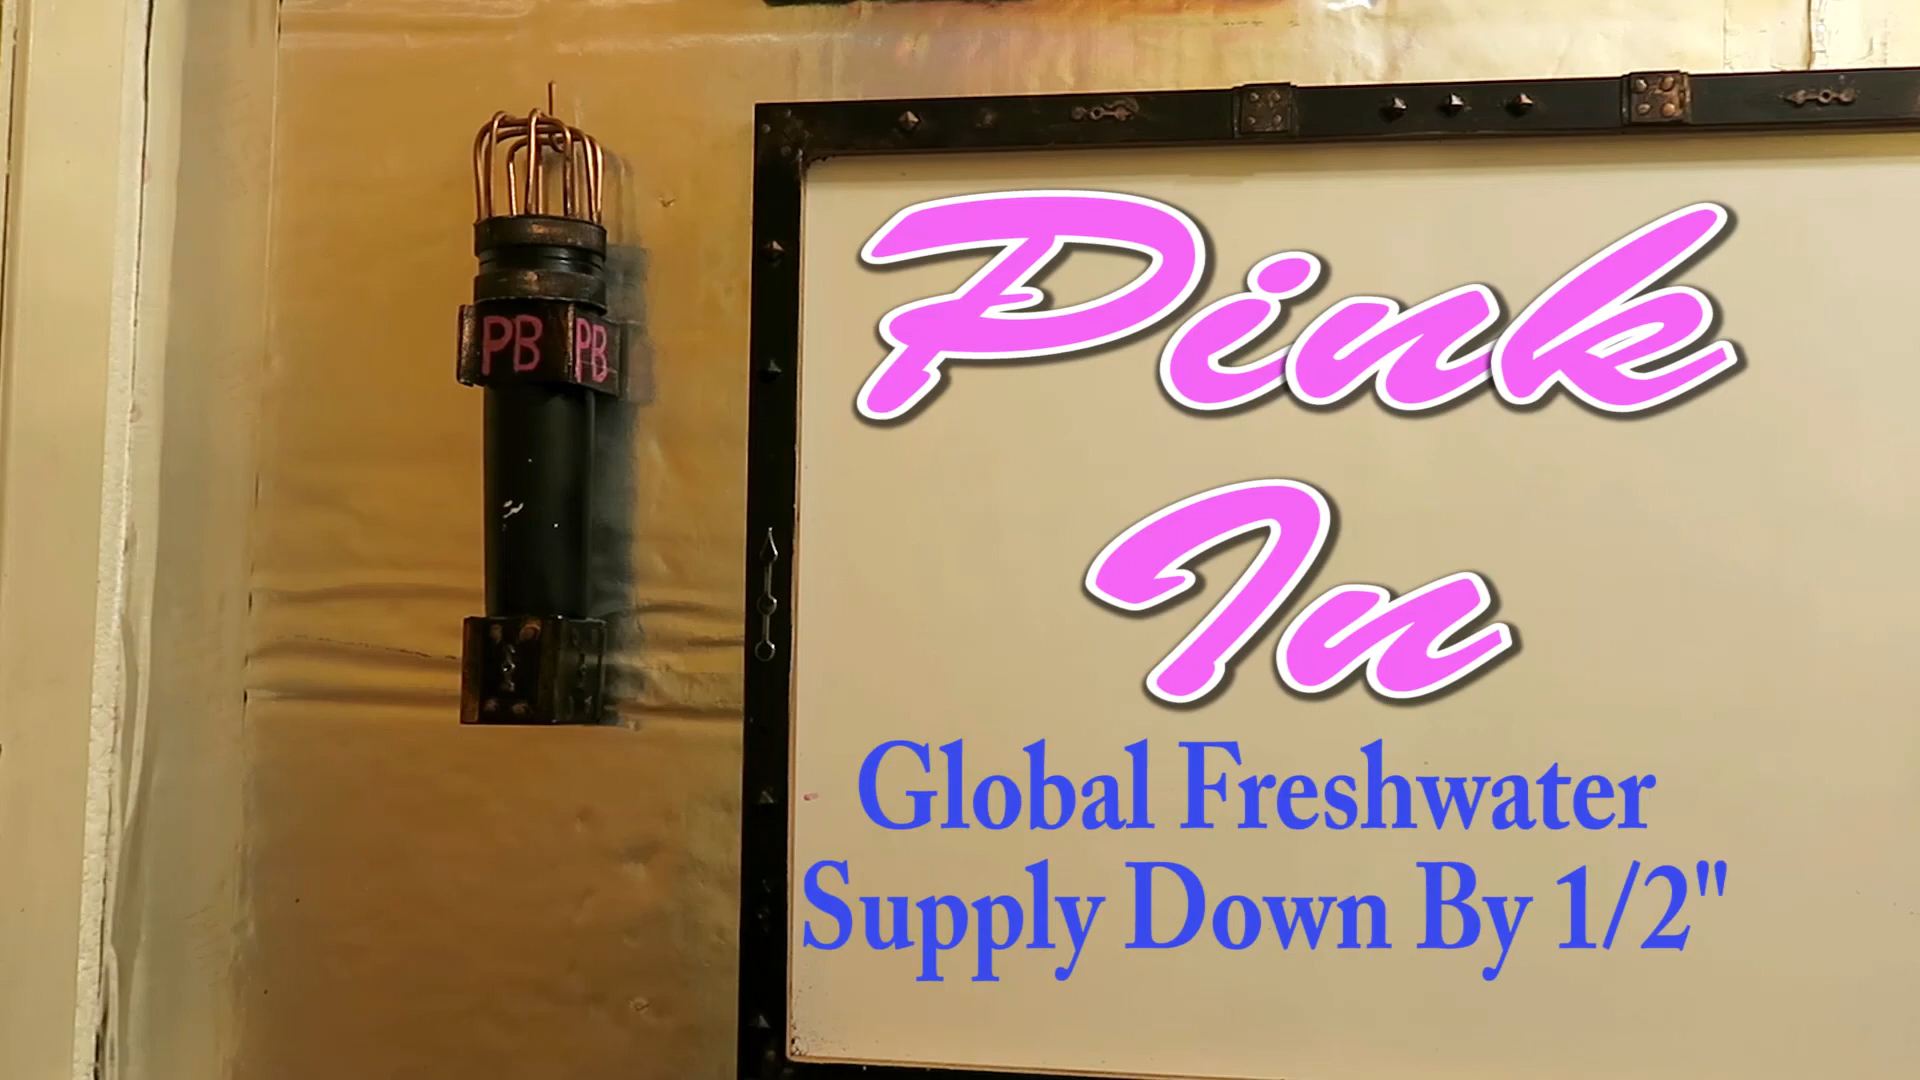 PB PB
Pink
In
Global Freshwater
Supply Down By 1/2"